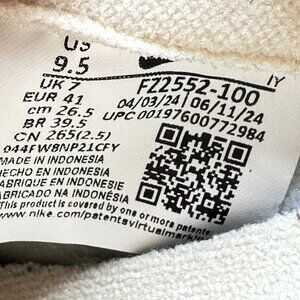 US
9.5
IY
UK 7
EUR 41
cm 26.5
BR 39.5
CN 265(2.5)
FZ2552-100
04/03/24 06/11/24
UPC 00197600772984
044FW8NP21CFY
MADE IN INDONESIA
HECHO EN INDONESIA
FABRIQUE EN INDONESIE
FABRICADO NA INDONESIA
This product is covered by one or more patents
www.nike.com/patents